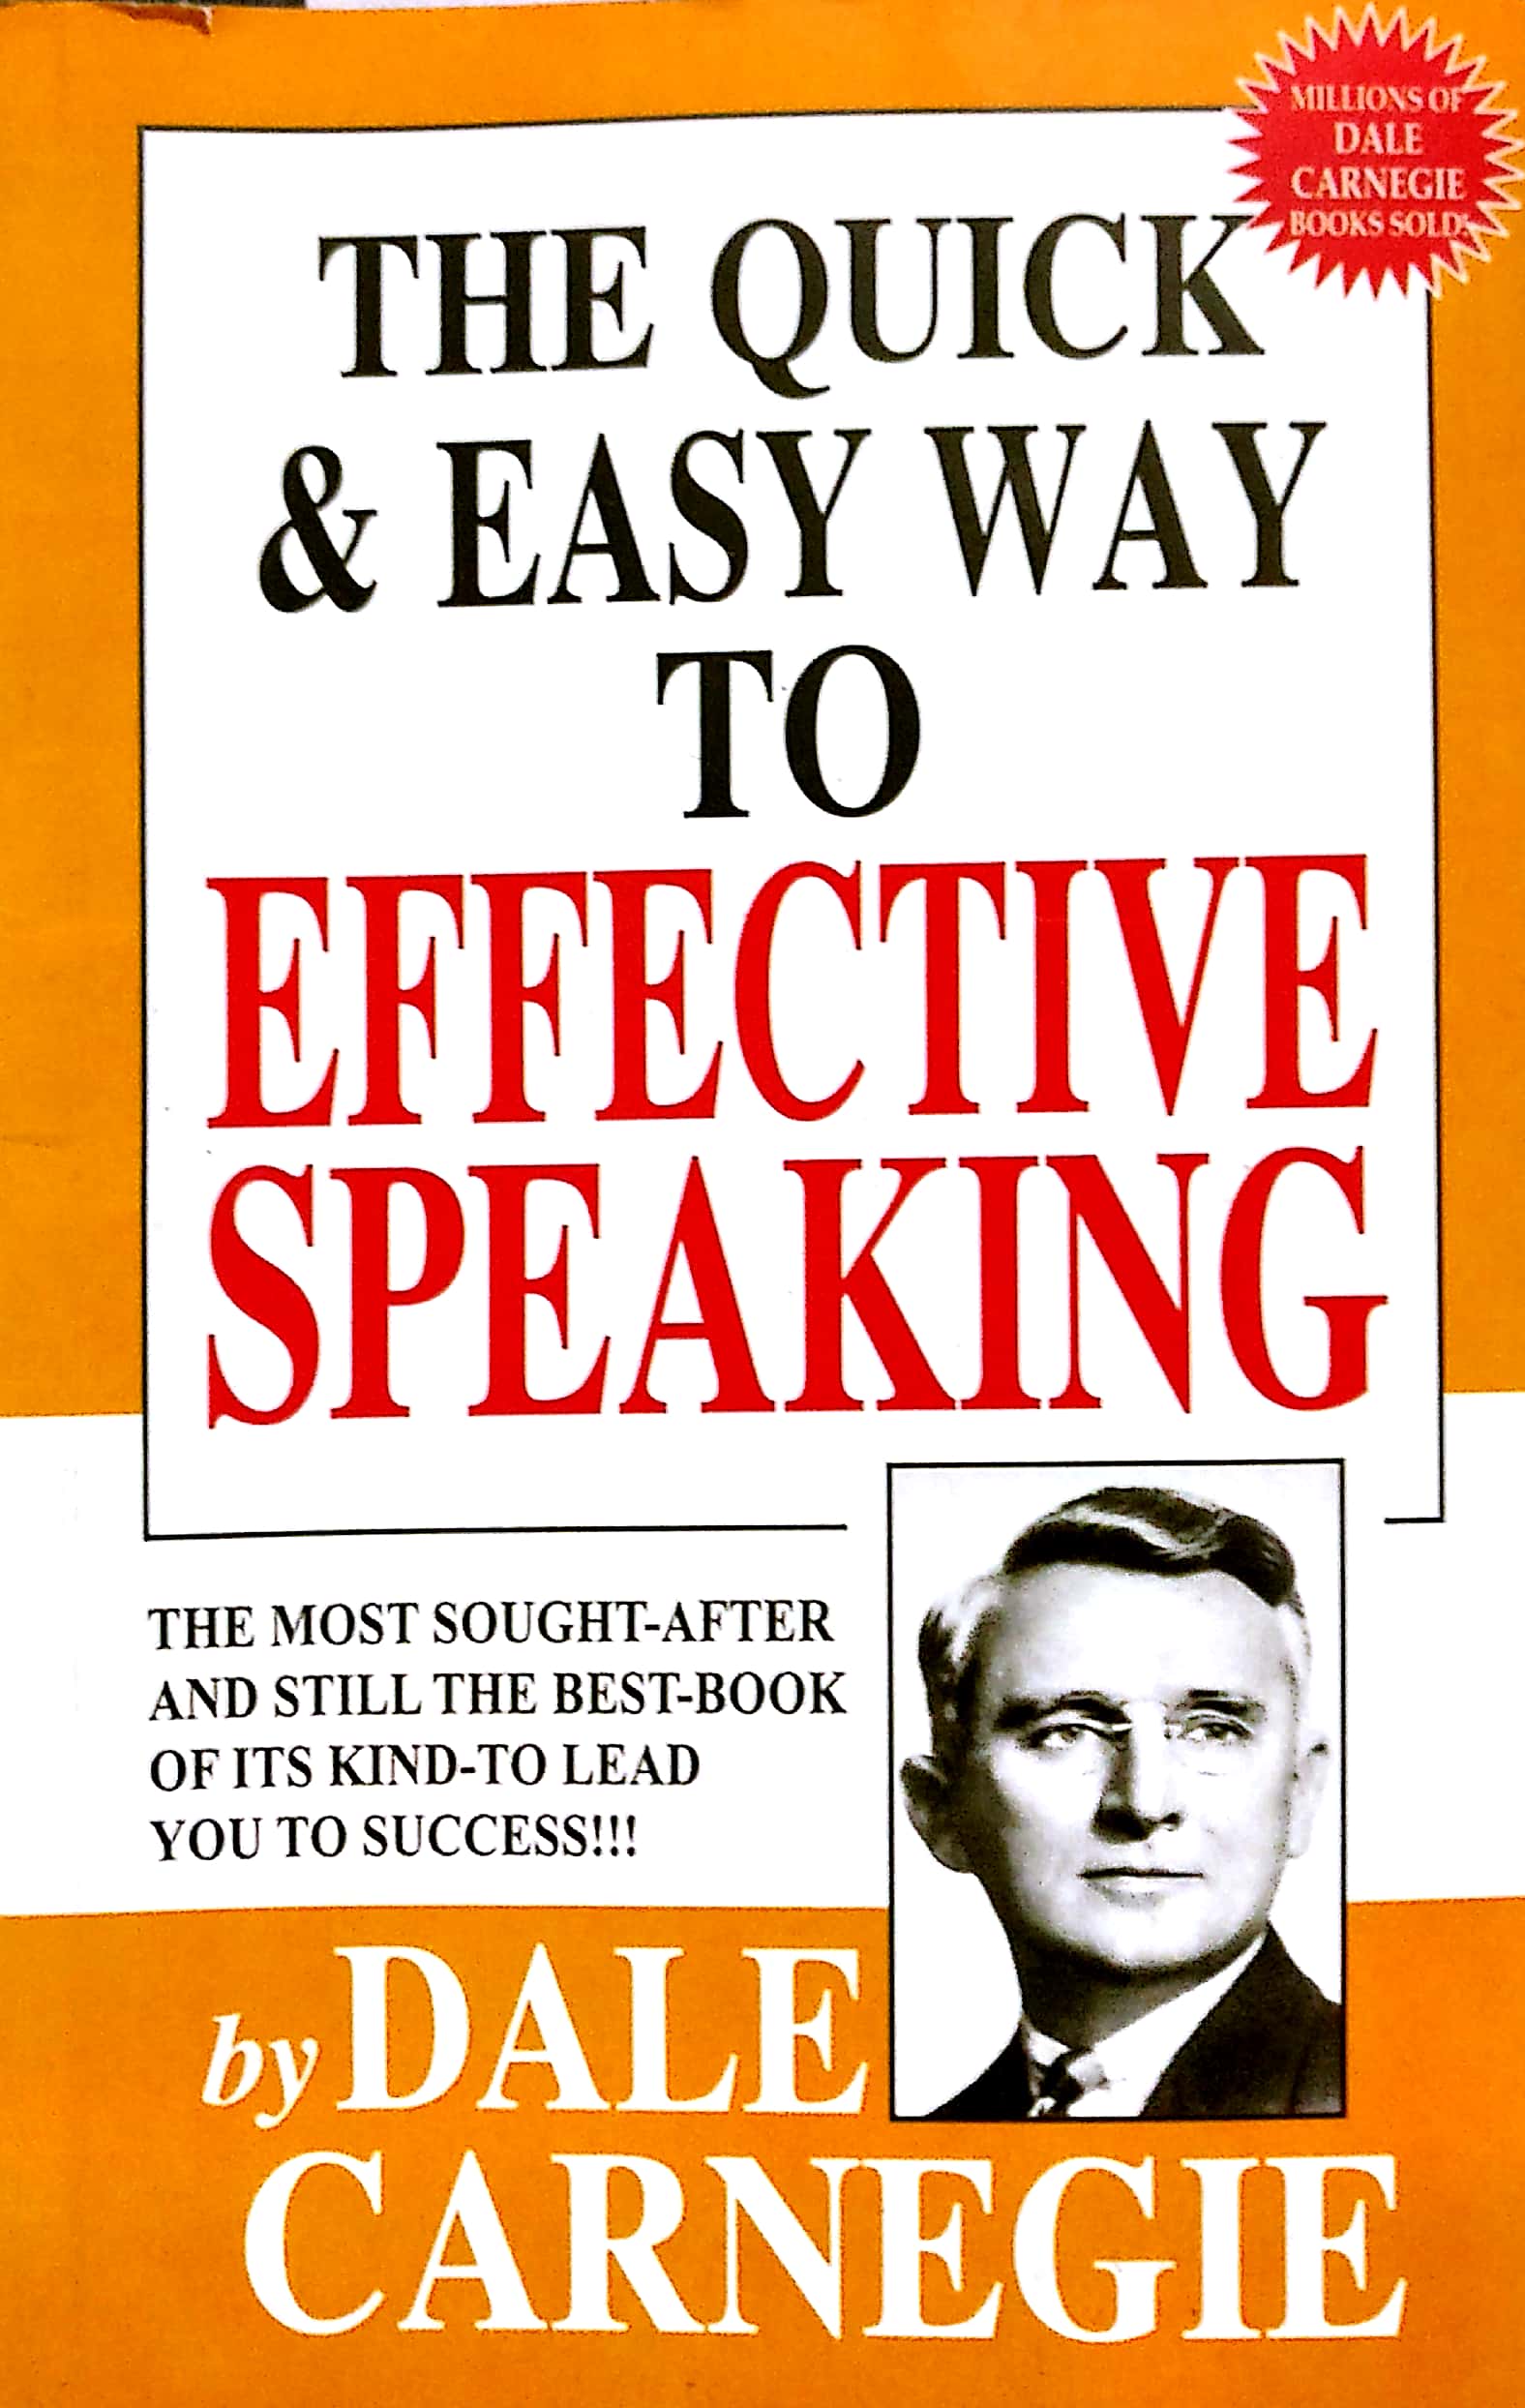 MILLIONS OF
DALE
CARNEGIE
BOOKS SOLD!
THE QUICK
& EASY WAY
TO
EFFECTIVE
SPEAKING
THE MOST SOUGHT-AFTER
AND STILL THE BEST-BOOK
OF ITS KIND-TO LEAD
YOU TO SUCCESS!!!
by DALE
CARNEGIE